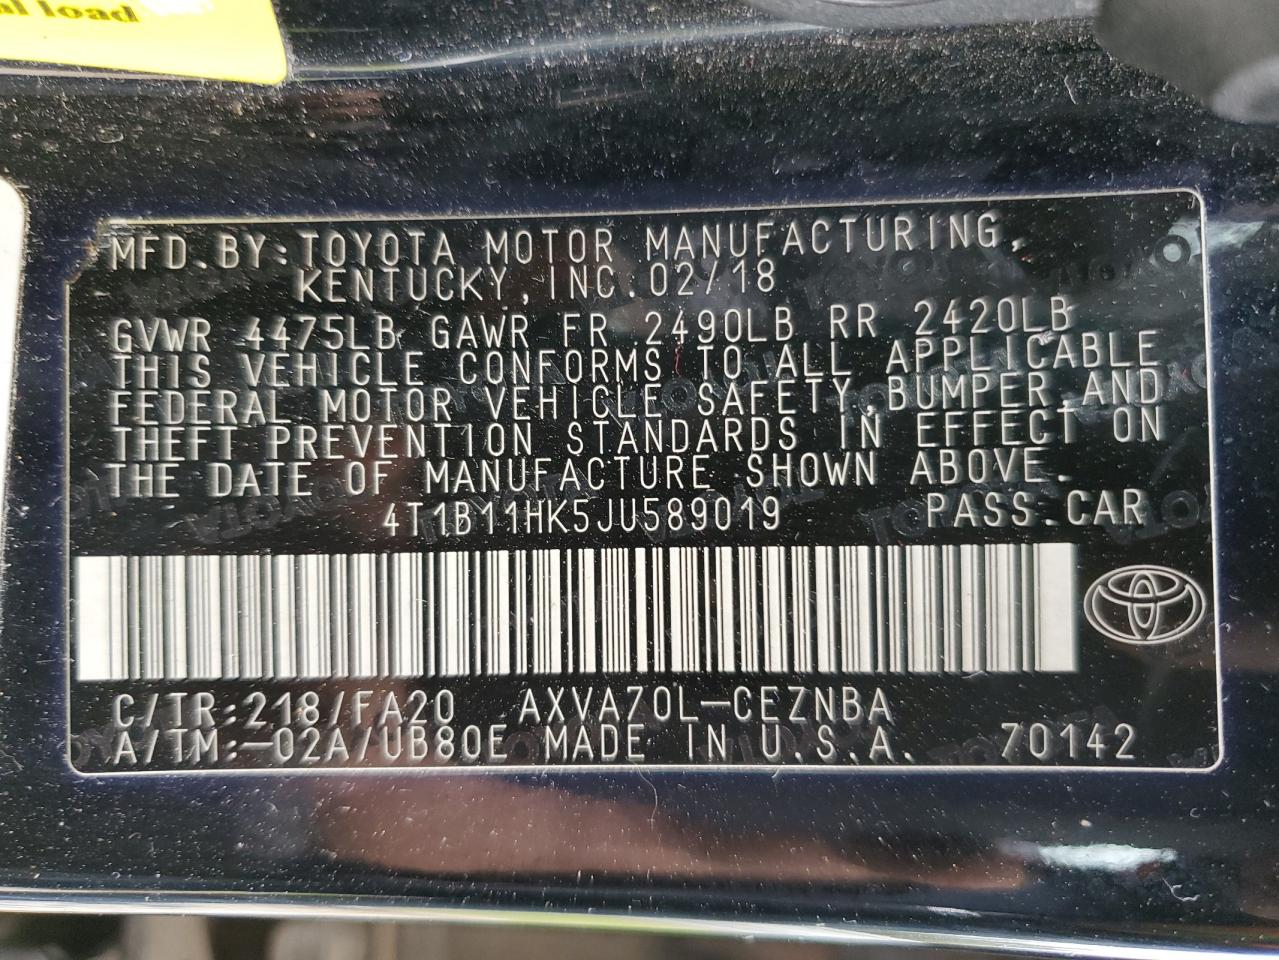 al load
MFD.BY:TOYOTA MOTOR MANUFACTURING,
KENTUCKY,INC.02/18
GVWR 4475LB GAWR FR 2490LB RR 2420LB
THIS VEHICLE CONFORMS TO ALL APPLICABLE
FEDERAL MOTOR VEHICLE SAFETY,BUMPER,AND
THEFT PREVENTION STANDARDS IN EFFECT ON
THE DATE OF MANUFACTURE SHOWN ABOVE.
4T1B11HK5JU589019 PASS.CAR
C/TR:218/FA20 AXVA70L-CEZNBA
A/TM:-02A/UB80E MADE IN U.S.A. 70142